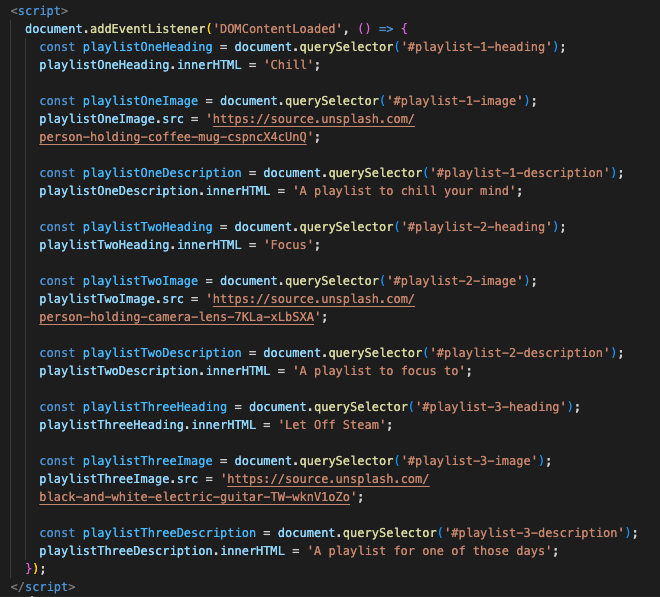 <script>
document.addEventListener('DOMContentLoaded', () => {
const playlistOneHeading = document.querySelector('#playlist-1-heading');
playlistOneHeading.innerHTML = 'Chill';
const playlistOneImage = document.querySelector('#playlist-1-image');
playlistOneImage.src = 'https://source.unsplash.com/
person-holding-coffee-mug-cspncX4cUnQ';
const playlistOneDescription = document.querySelector('#playlist-1-description');
playlistOneDescription.innerHTML = 'A playlist to chill your mind';
const playlistTwoHeading = document.querySelector('#playlist-2-heading');
playlistTwoHeading.innerHTML = 'Focus';
const playlistTwoImage = document.querySelector('#playlist-2-image');
playlistTwoImage.src = 'https://source.unsplash.com/
person-holding-camera-lens-7KLa-xLbSXA';
const playlistTwoDescription = document.querySelector('#playlist-2-description');
playlistTwoDescription.innerHTML = 'A playlist to focus to';
const playlistThreeHeading = document.querySelector('#playlist-3-heading');
playlistThreeHeading.innerHTML = 'Let Off Steam';
const playlistThreeImage = document.querySelector('#playlist-3-image');
playlistThreeImage.src = 'https://source.unsplash.com/
black-and-white-electric-guitar-TW-wknV1oZo';
const playlistThreeDescription = document.querySelector('#playlist-3-description');
playlistThreeDescription.innerHTML = 'A playlist for one of those days';
});
</script>